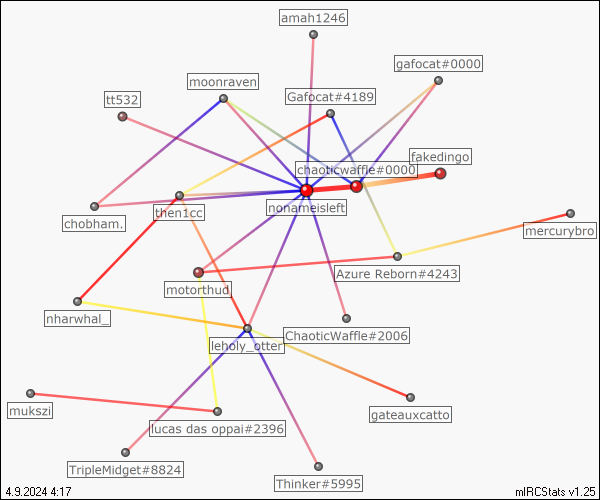 amah1246
gafocat#0000
moonraven
Gafocat#4189
tt532
fakedingo
chaoticwaffle#0000
nonameisleft
then1cc
chobham.
mercurybro
Azure Reborn#4243
motorthud
nharwhal_
ChaoticWaffle#2006
leholy_otter
mukszi
gateauxcatto
lucas das oppai#2396
TripleMidget#8824
Thinker#5995
4.9.2024 4:17
mIRCStats v1.25